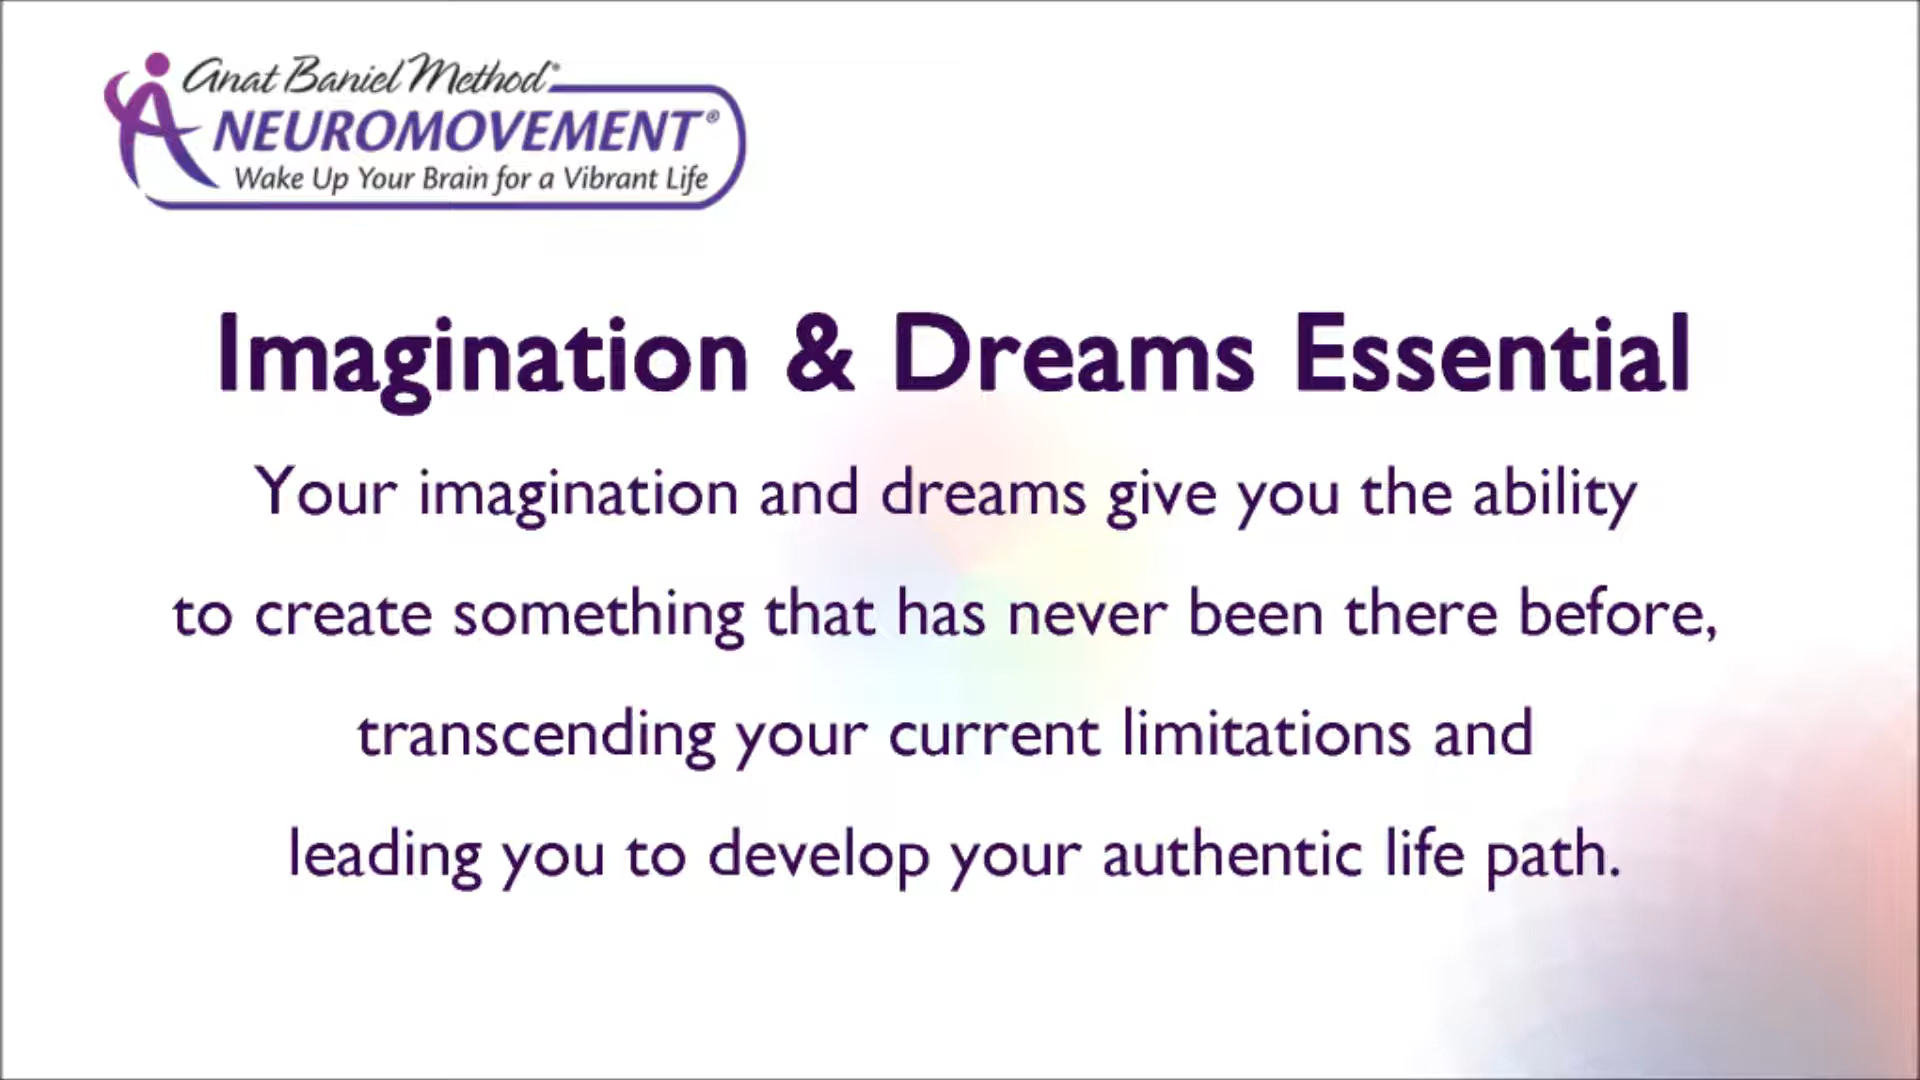 Anat Baniel Method®
NEUROMOVEMENT®
Wake Up Your Brain for a Vibrant Life
Imagination & Dreams Essential
Your imagination and dreams give you the ability
to create something that has never been there before,
transcending your current limitations and
leading you to develop your authentic life path.